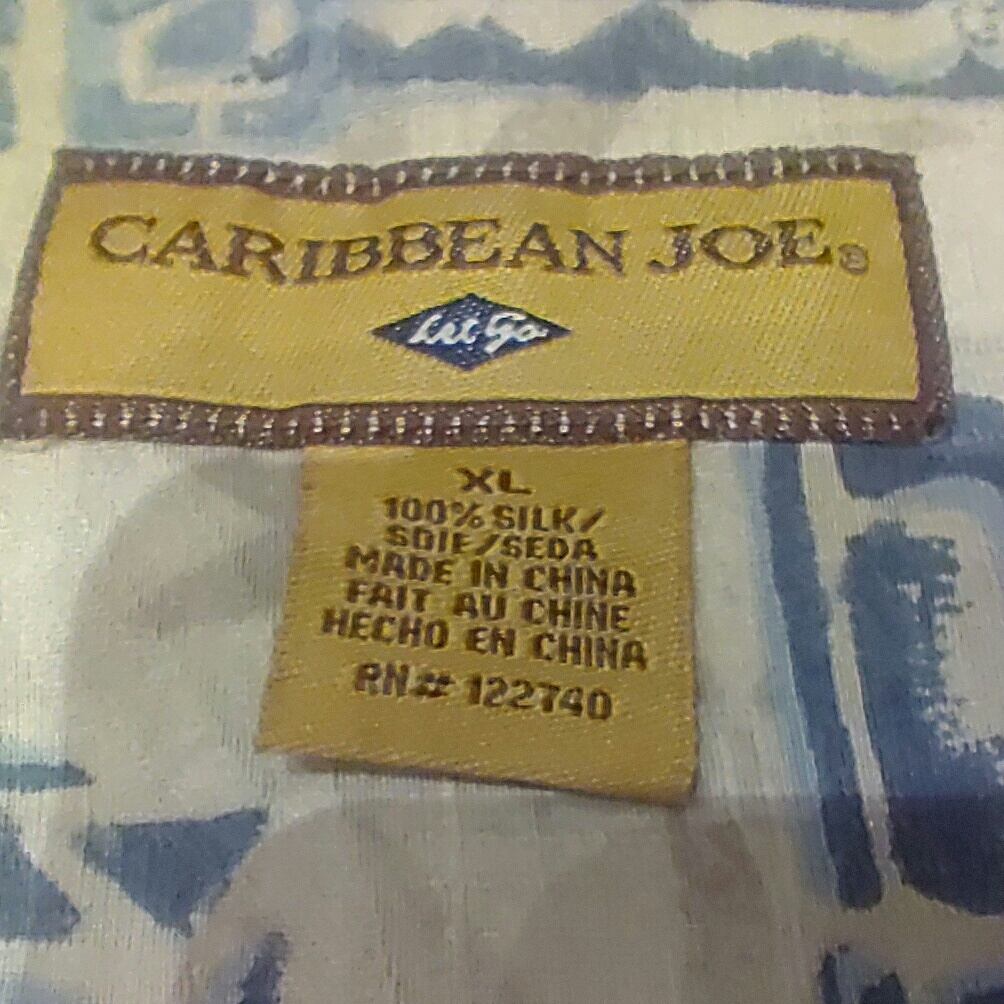 CARIBBEAN JOE®
Let Go
XL
100% SILK/
SOIE/SEDA
MADE IN CHINA
FAIT AU CHINE
HECHO EN CHINA
RN# 122740